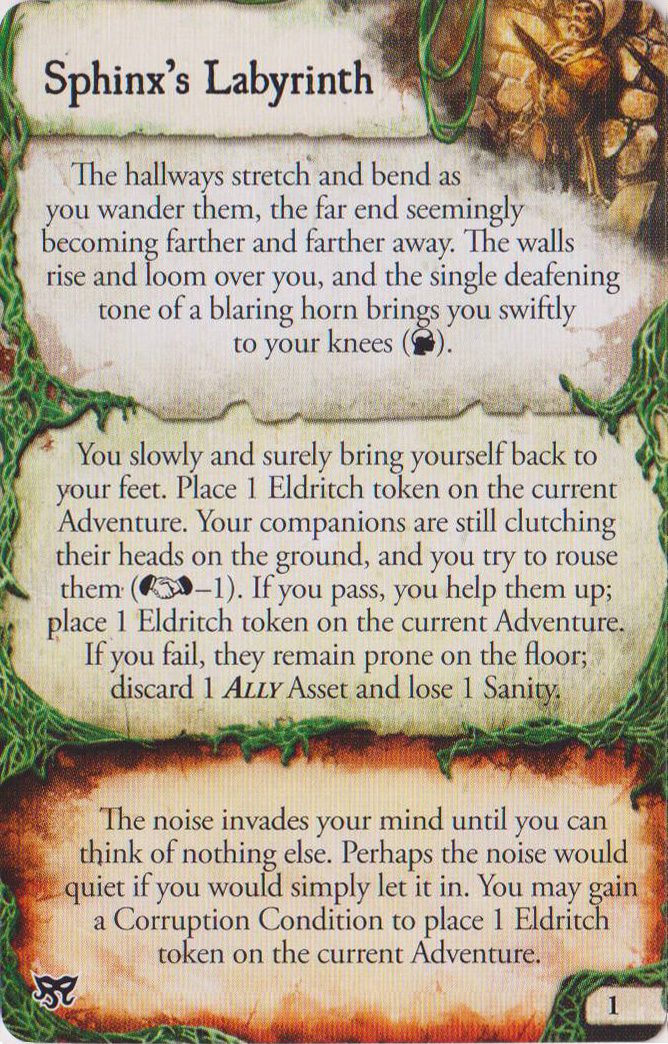 Sphinx's Labyrinth
The hallways stretch and bend as
you wander them, the far end seemingly
becoming farther and farther away. The walls
rise and loom over you, and the single deafening
tone of a blaring horn brings you swiftly
to your knees ( ).
You slowly and surely bring yourself back to
your feet. Place 1 Eldritch token on the current
Adventure. Your companions are still clutching
their heads on the ground, and you try to rouse
them ( –1). If you pass, you help them up;
place 1 Eldritch token on the current Adventure.
If you fail, they remain prone on the floor;
discard 1 ALLY Asset and lose 1 Sanity.
The noise invades your mind until you can
think of nothing else. Perhaps the noise would
quiet if you would simply let it in. You may gain
a Corruption Condition to place 1 Eldritch
token on the current Adventure.
1